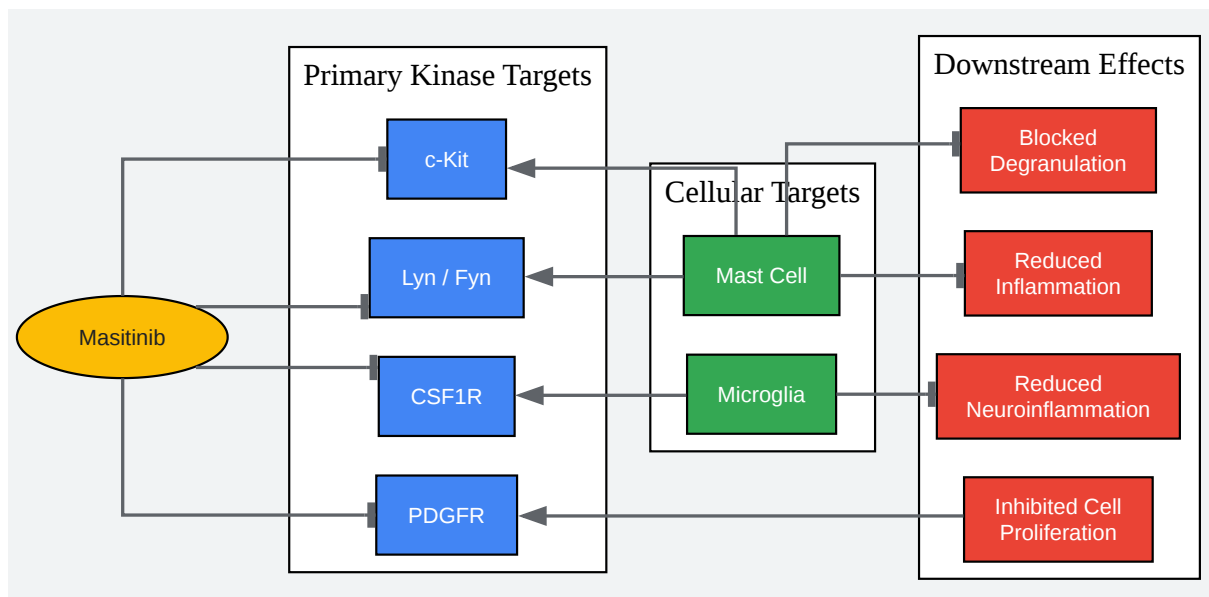 Primary Kinase Targets
c-Kit
Lyn / Fyn
CSF1R
PDGFR
Masitinib
Cellular Targets
Mast Cell
Microglia
Downstream Effects
Blocked
Degranulation
Reduced
Inflammation
Reduced
Neuroinflammation
Inhibited Cell
Proliferation